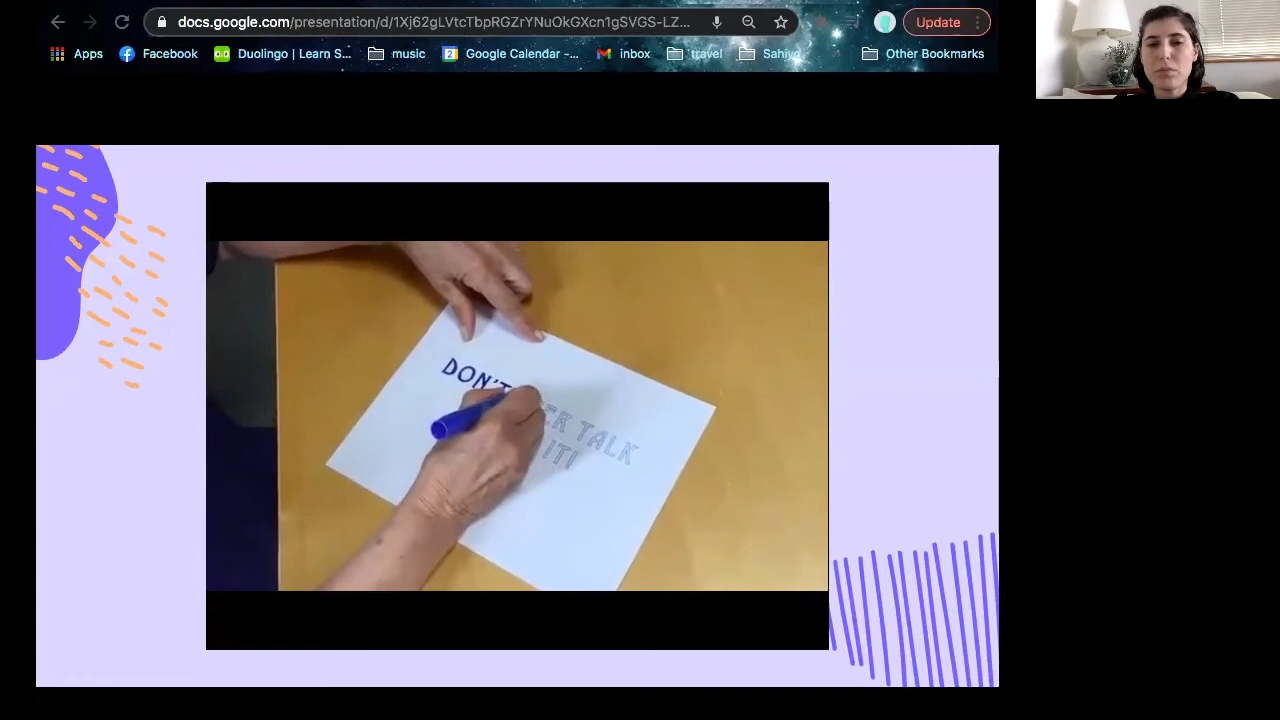 docs.google.com/presentation/d/1Xj62gLVtcTbpRGZrYNuOkGXcn1gSVGS-LZ...
Update
Apps
Facebook
Duolingo | Learn S...
music
Google Calendar -...
inbox
travel
Sahiyo
Other Bookmarks
DON'T TALK
IT!